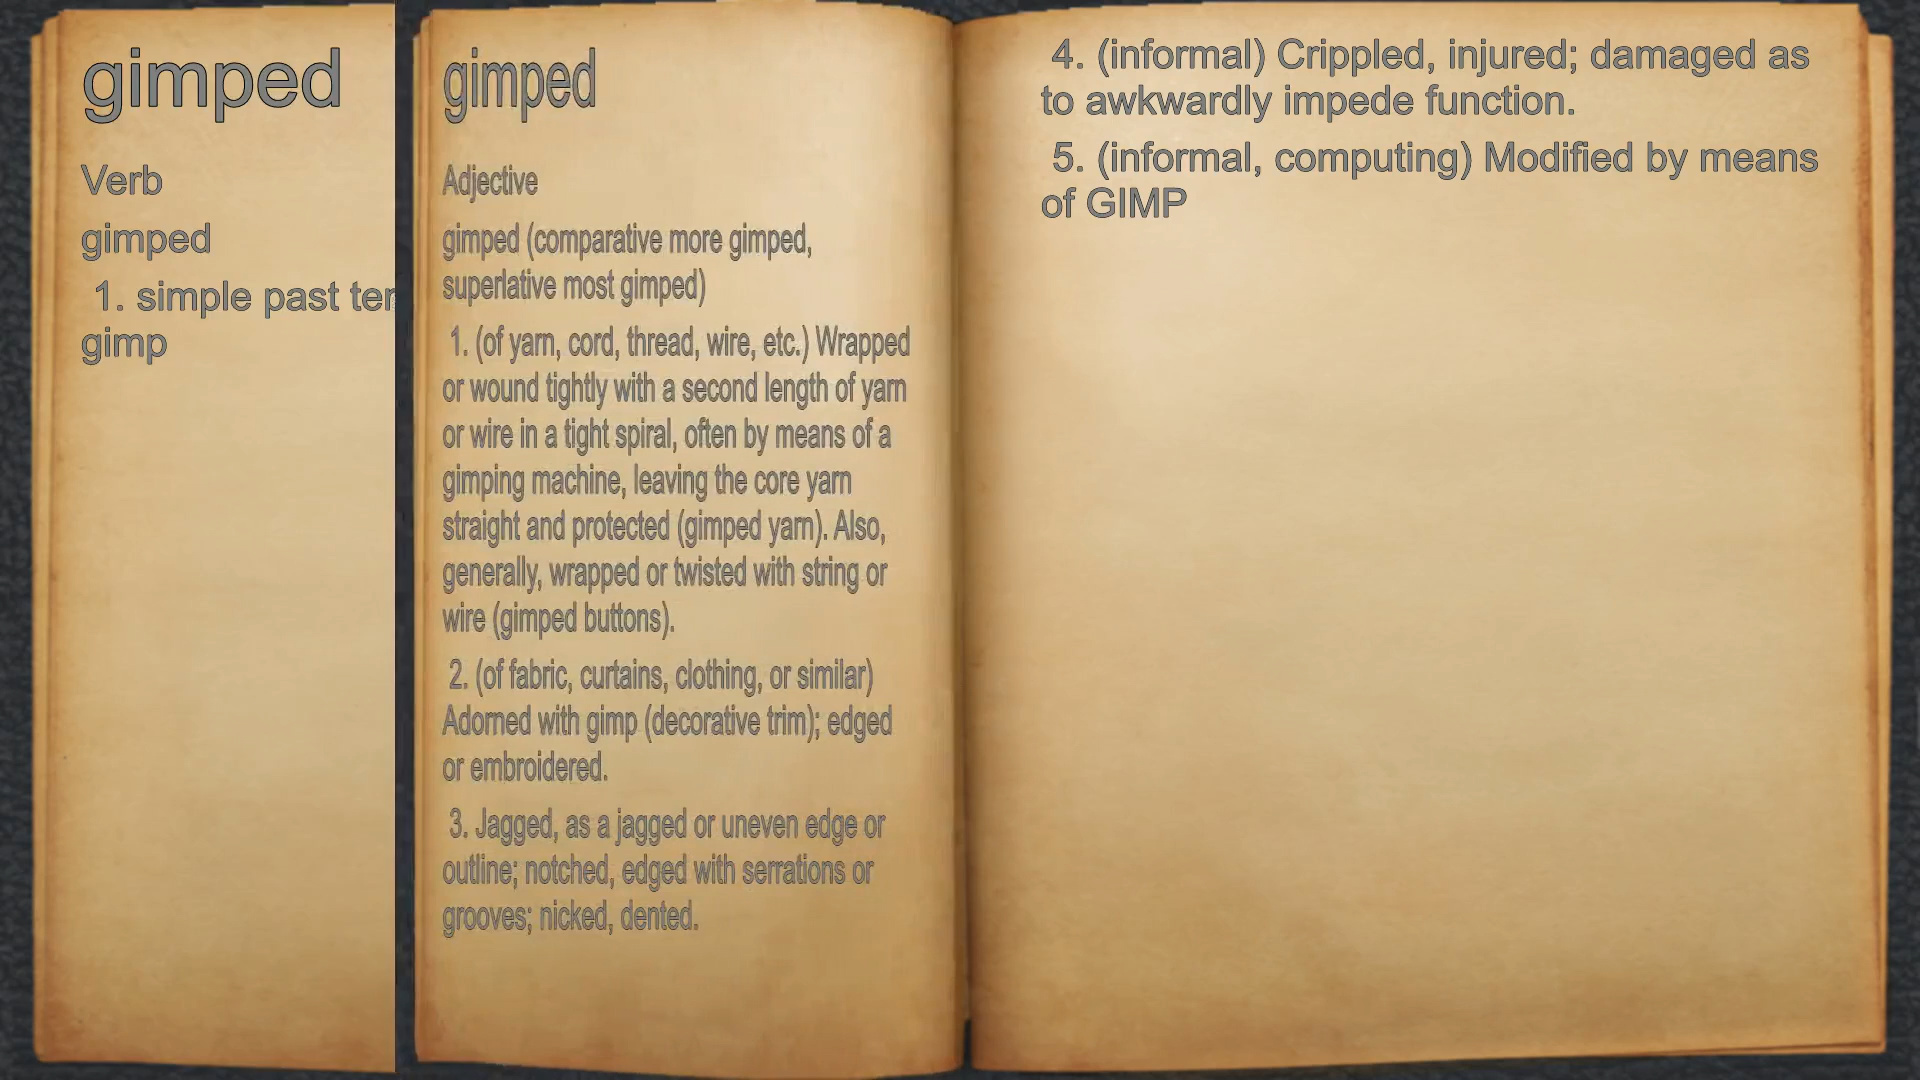 gimped
Verb
gimped
1. simple past
gimp
gimped
Adjective
gimped (comparative more gimped,
superlative most gimped)
1. (of yarn, cord, thread, wire, etc.) Wrapped
or wound tightly with a second length of yarn
or wire in a tight spiral, often by means of a
gimping machine, leaving the core yarn
straight and protected (gimped yarn). Also,
generally, wrapped or twisted with string or
wire (gimped buttons).
2. (of fabric, curtains, clothing, or similar)
Adorned with gimp (decorative trim); edged
or embroidered.
3. Jagged, as a jagged or uneven edge or
outline; notched, edged with serrations or
grooves; nicked, dented.
4. (informal) Crippled, injured; damaged as
to awkwardly impede function.
5. (informal, computing) Modified by means
of GIMP